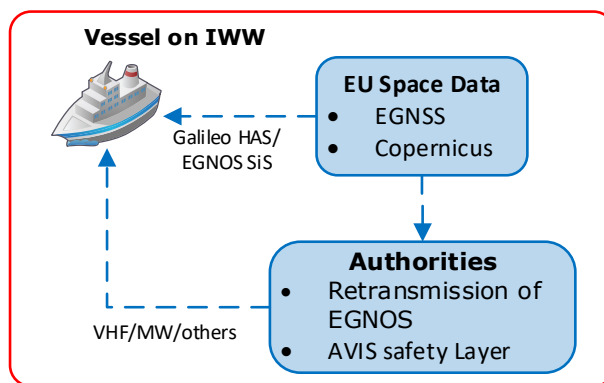 Vessel on IWW
EU Space Data
• EGNSS
• Copernicus
Galileo HAS/
EGNOS SiS
Authorities
• Retransmission of
EGNOS
• AVIS safety Layer
VHF/MW/others